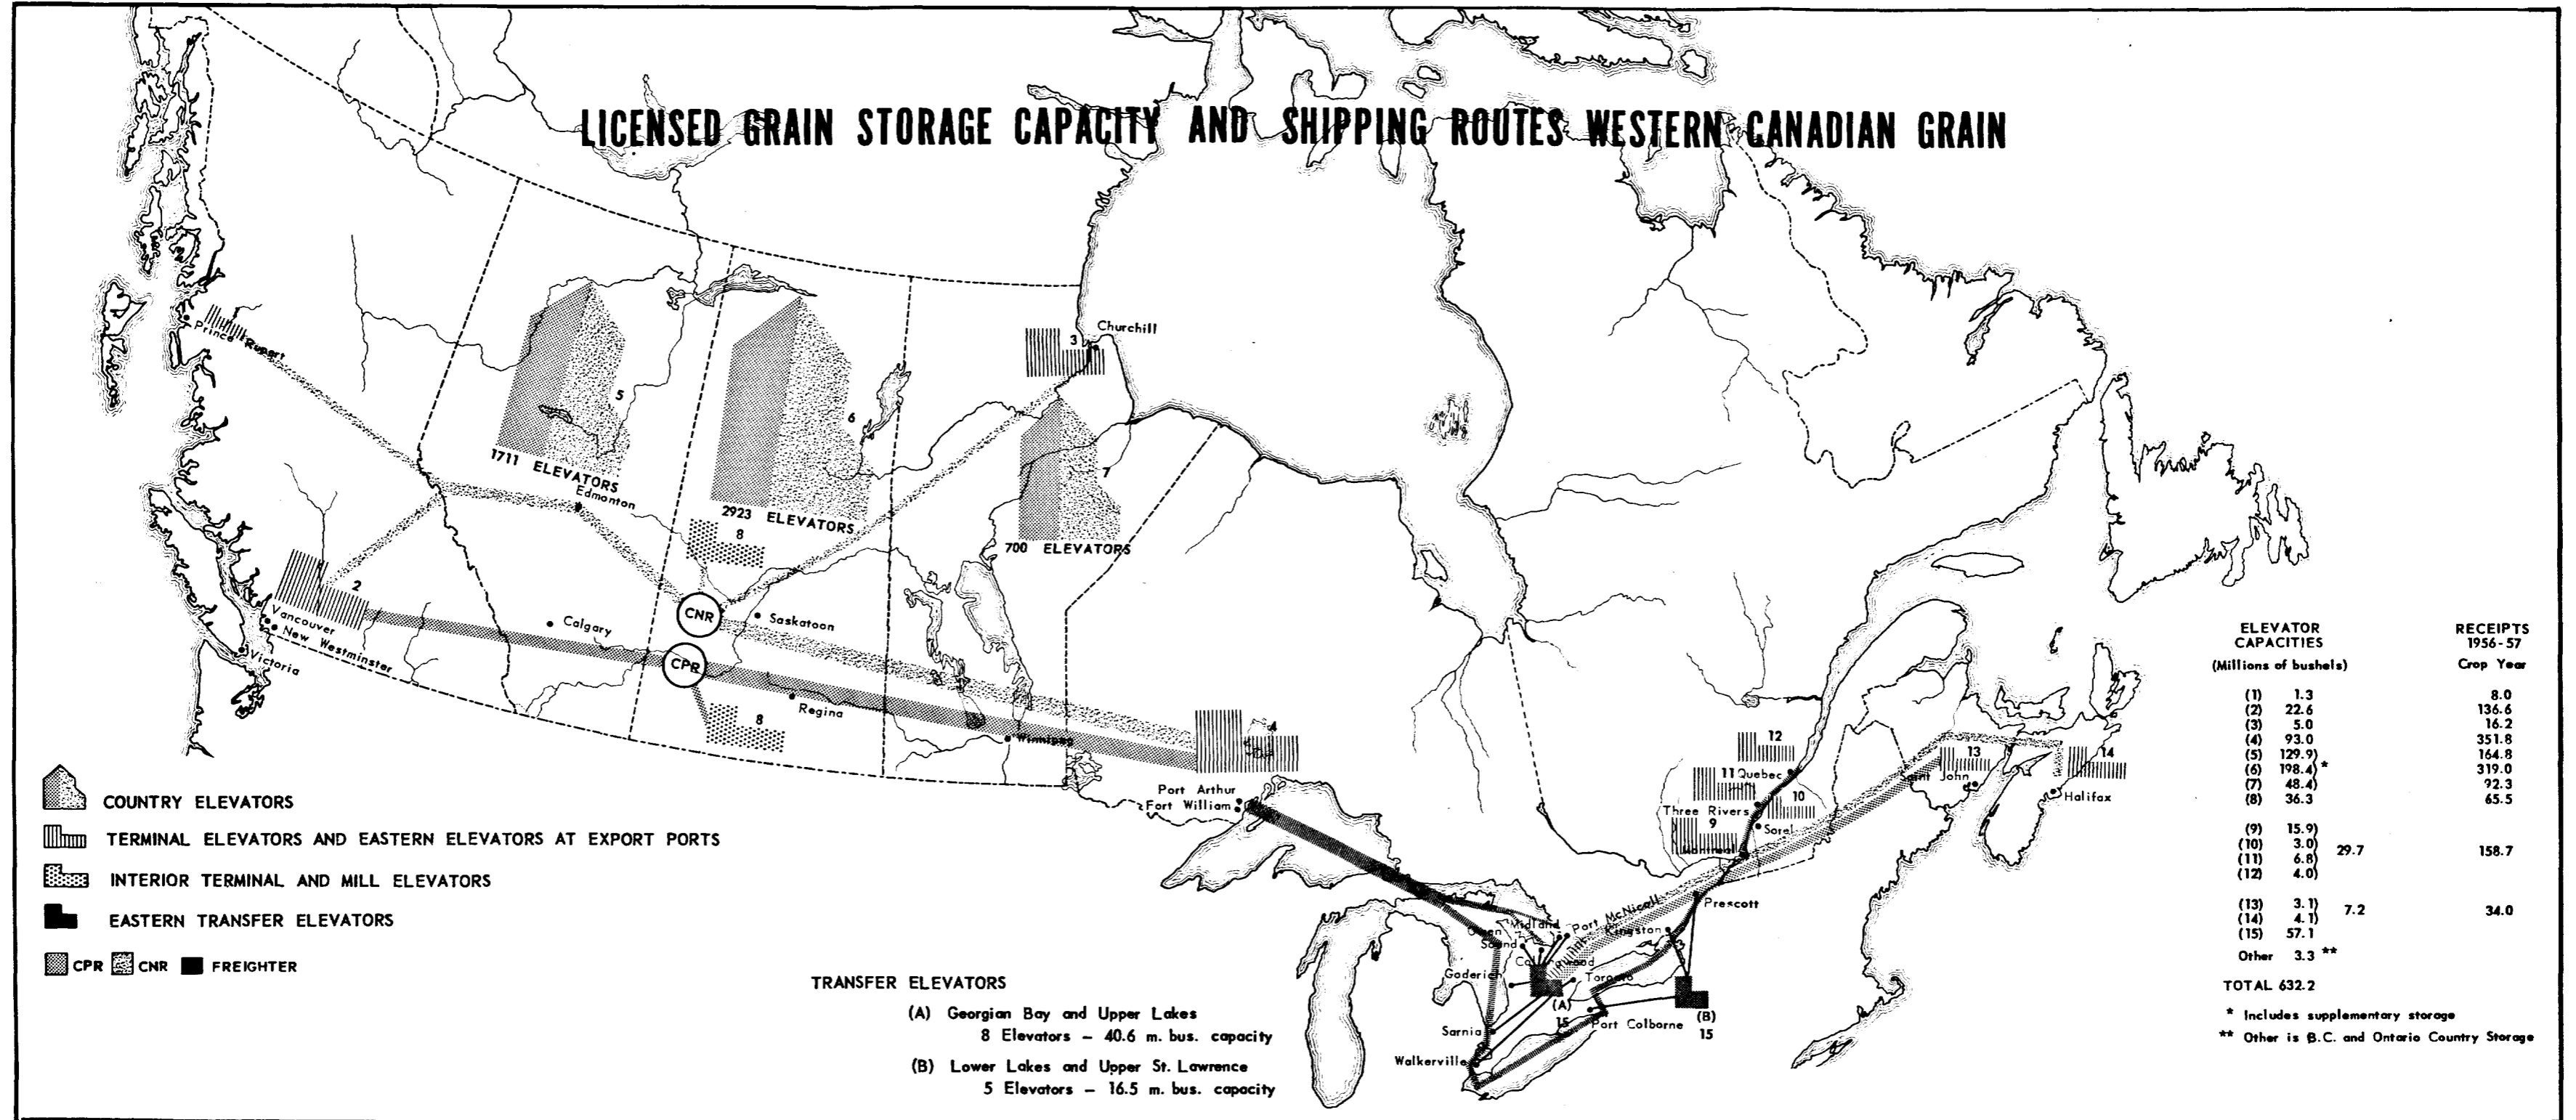 LICENSED GRAIN STORAGE CAPACITY AND SHIPPING ROUTES WESTERN CANADIAN GRAIN
Prince Rupert
Churchill
3
5
6
7
1711 ELEVATORS
Edmonton
2923 ELEVATORS
8
700 ELEVATORS
2
Vancouver
New Westminster
Victoria
Calgary
CNR
Saskatoon
CPR
Regina
8
Winnipeg
4
Port Arthur
Fort William
12
11 Quebec
10
Three Rivers
9
Sorel
Montreal
13
Saint John
14
Halifax
Prescott
Port McNicoll
Midland
Kingston
Owen Sound
Collingwood
Goderich
Toronto
(A)
15
Port Colborne
(B)
15
Sarnia
Walkerville
COUNTRY ELEVATORS
TERMINAL ELEVATORS AND EASTERN ELEVATORS AT EXPORT PORTS
INTERIOR TERMINAL AND MILL ELEVATORS
EASTERN TRANSFER ELEVATORS
CPR CNR FREIGHTER
TRANSFER ELEVATORS
(A) Georgian Bay and Upper Lakes
8 Elevators – 40.6 m. bus. capacity
(B) Lower Lakes and Upper St. Lawrence
5 Elevators – 16.5 m. bus. capacity
ELEVATOR CAPACITIES RECEIPTS 1956-57
(Millions of bushels) Crop Year
(1) 1.3 8.0
(2) 22.6 136.6
(3) 5.0 16.2
(4) 93.0 351.8
(5) 129.9) 164.8
(6) 198.4) * 319.0
(7) 48.4) 92.3
(8) 36.3 65.5
(9) 15.9)
(10) 3.0) 29.7 158.7
(11) 6.8)
(12) 4.0)
(13) 3.1) 7.2 34.0
(14) 4.1)
(15) 57.1
Other 3.3 **
TOTAL 632.2
* Includes supplementary storage
** Other is B.C. and Ontario Country Storage